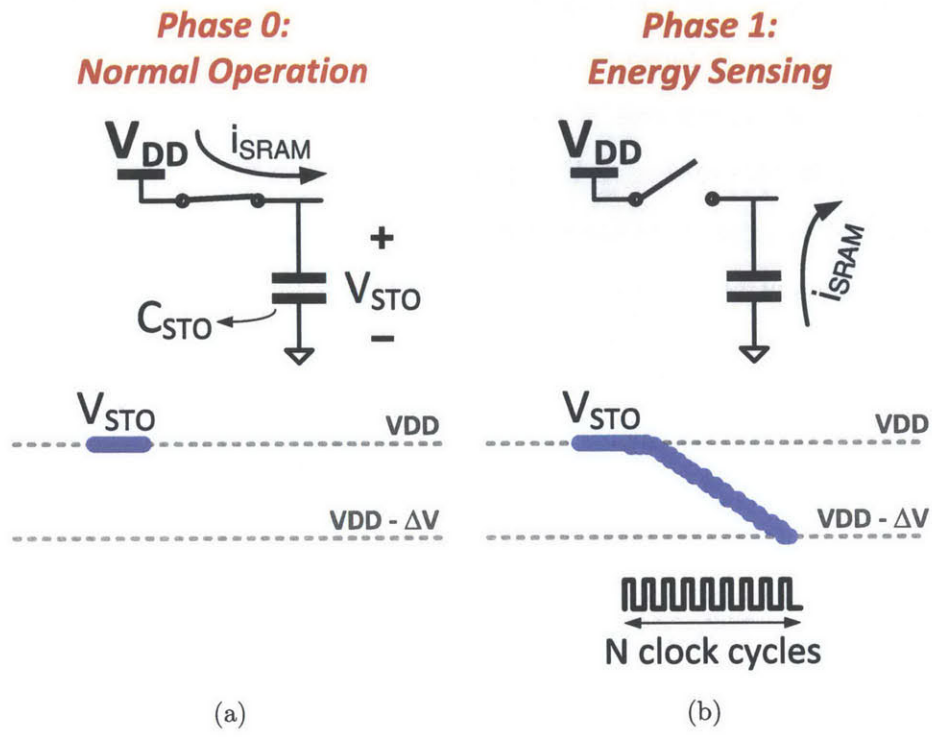 Phase 0:
Normal Operation
VDD
iSRAM
+
VSTO
−
CSTO
VSTO
VDD
VDD - ΔV
(a)
Phase 1:
Energy Sensing
VDD
iSRAM
VSTO
VDD
VDD - ΔV
N clock cycles
(b)